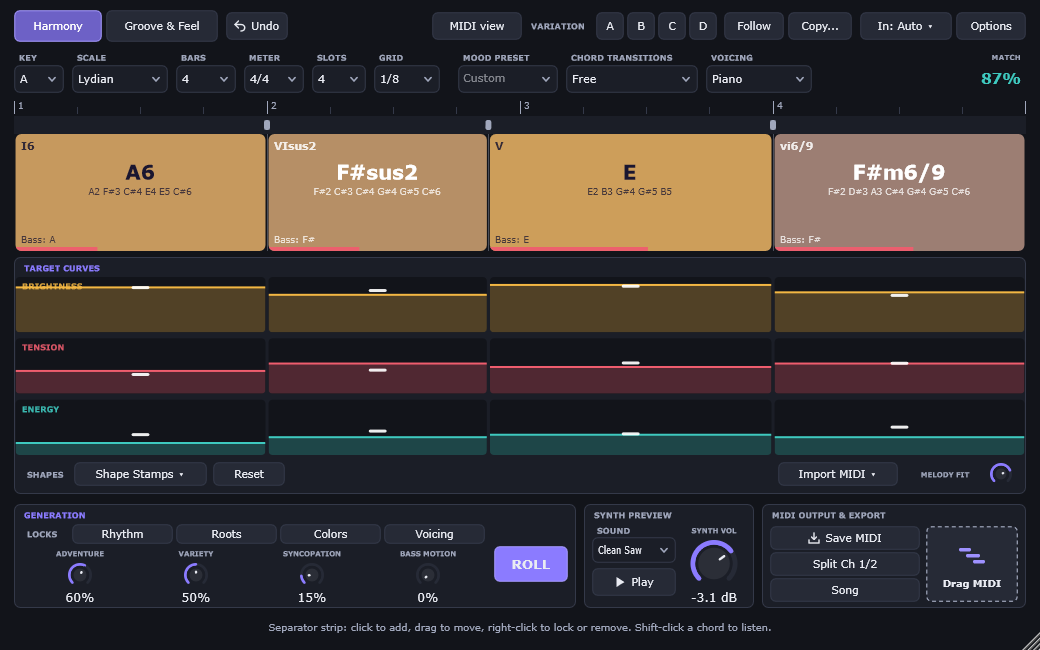 Harmony Groove & Feel Undo MIDI view VARIATION A B C D Follow Copy... In: Auto Options
KEY SCALE BARS METER SLOTS GRID MOOD PRESET CHORD TRANSITIONS VOICING MATCH
A Lydian 4 4/4 4 1/8 Custom Free Piano 87%
1 2 3 4
I6 VIsus2 V vi6/9
A6 F#sus2 E F#m6/9
A2 F#3 C#4 E4 E5 C#6 F#2 C#3 C#4 G#4 G#5 C#6 E2 B3 G#4 G#5 B5 F#2 D#3 A3 C#4 G#4 G#5 C#6
Bass: A Bass: F# Bass: E Bass: F#
TARGET CURVES
BRIGHTNESS
TENSION
ENERGY
SHAPES Shape Stamps Reset Import MIDI MELODY FIT
GENERATION
LOCKS Rhythm Roots Colors Voicing
ADVENTURE VARIETY SYNCOPATION BASS MOTION
60% 50% 15% 0%
ROLL
SYNTH PREVIEW
SOUND SYNTH VOL
Clean Saw
Play
-3.1 dB
MIDI OUTPUT & EXPORT
Save MIDI
Split Ch 1/2
Song
Drag MIDI
Separator strip: click to add, drag to move, right-click to lock or remove. Shift-click a chord to listen.